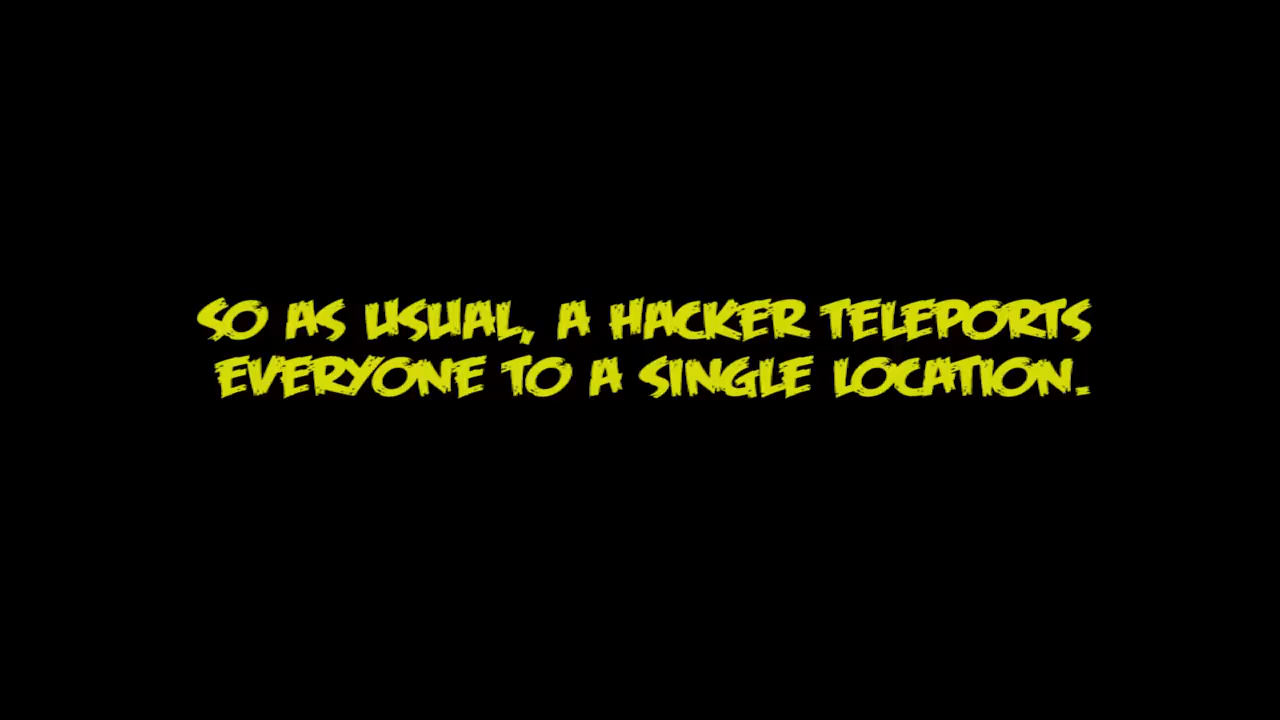 SO AS USUAL, A HACKER TELEPORTS
EVERYONE TO A SINGLE LOCATION.